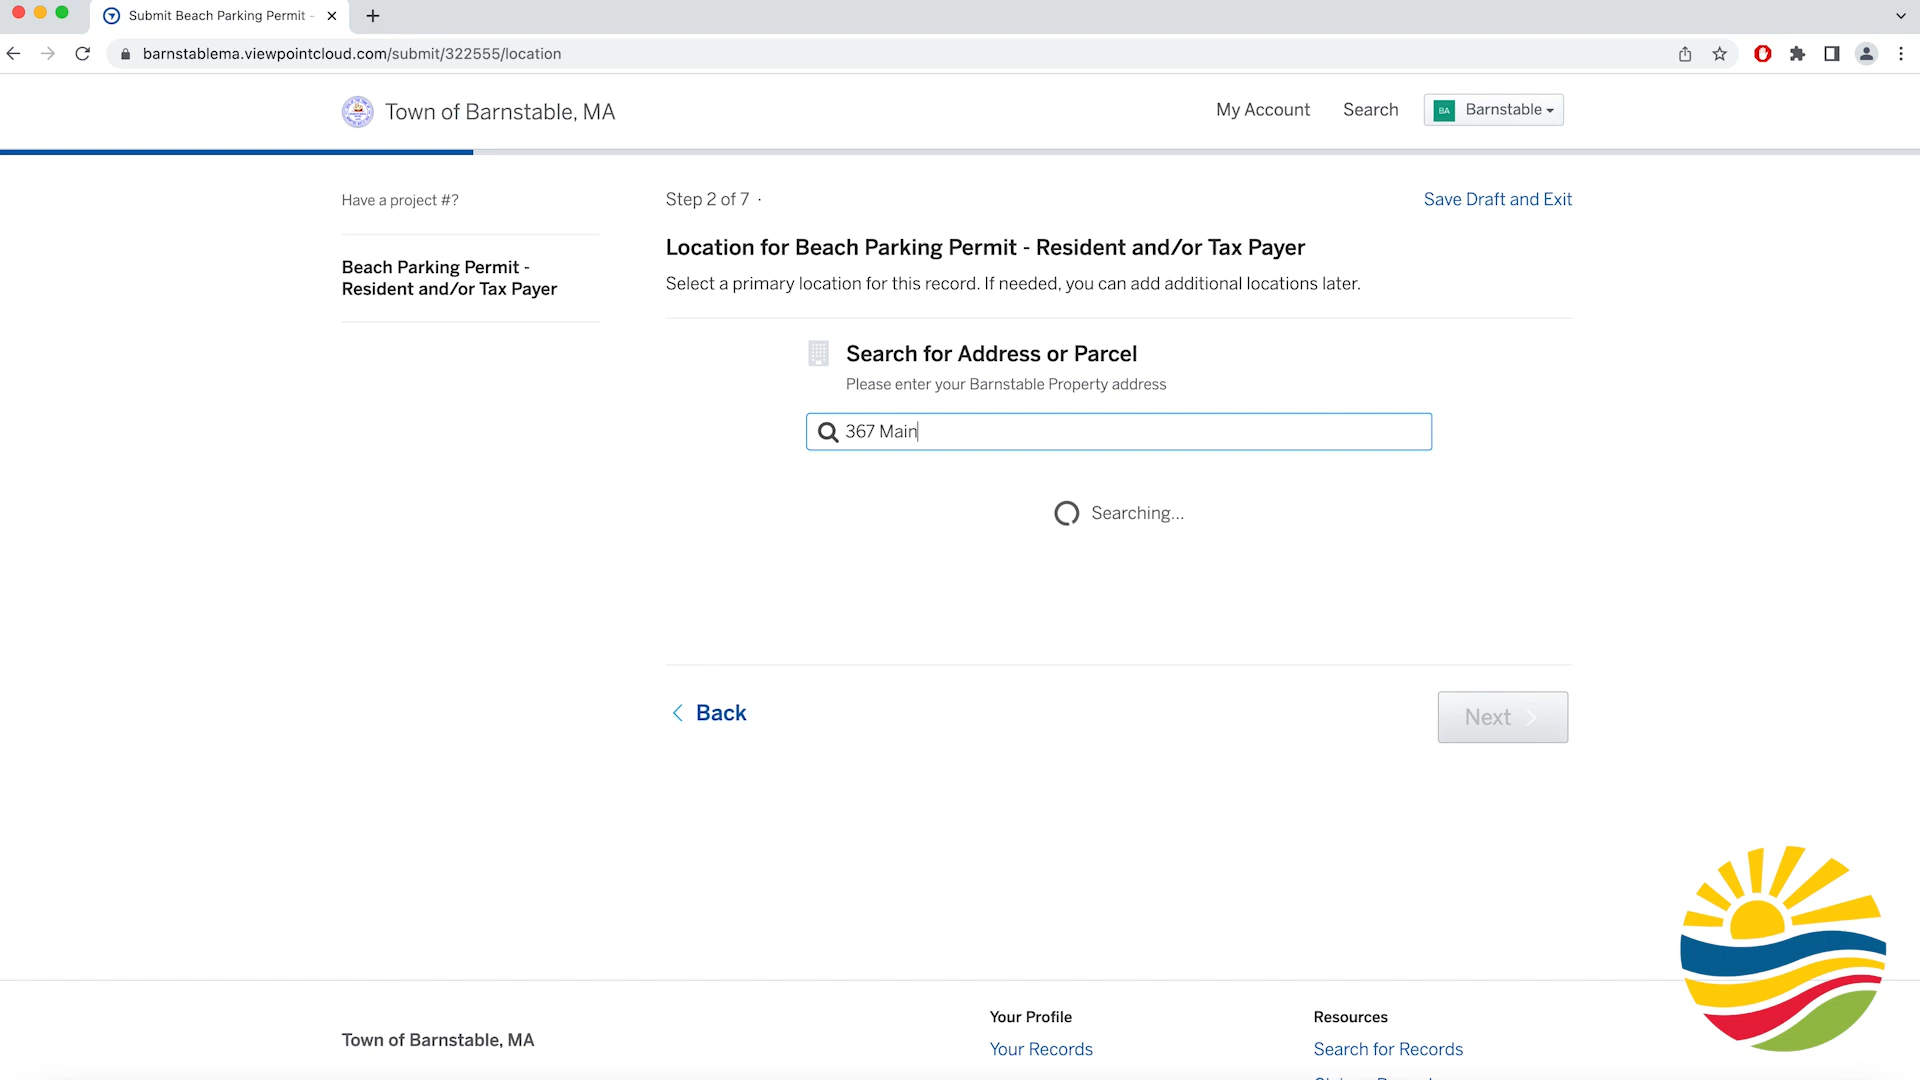 Submit Beach Parking Permit -
barnstablema.viewpointcloud.com/submit/322555/location
Town of Barnstable, MA
My Account
Search
BA
Barnstable
Have a project #?
Step 2 of 7 ·
Save Draft and Exit
Beach Parking Permit -
Resident and/or Tax Payer
Location for Beach Parking Permit - Resident and/or Tax Payer
Select a primary location for this record. If needed, you can add additional locations later.
Search for Address or Parcel
Please enter your Barnstable Property address
367 Main
Searching...
Back
Next
Town of Barnstable, MA
Your Profile
Your Records
Resources
Search for Records